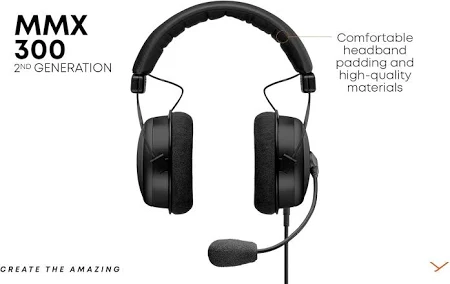 MMX
300
2ND GENERATION
Comfortable
headband
padding and
high-quality
materials
CREATE THE AMAZING